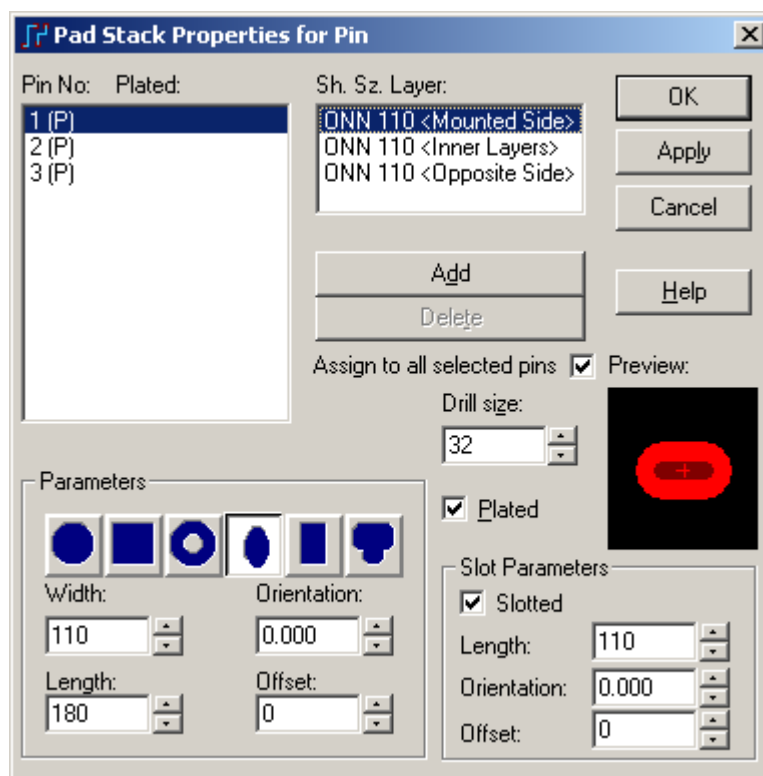 Pad Stack Properties for Pin
Pin No: Plated:
1 (P)
2 (P)
3 (P)
Sh. Sz. Layer:
ONN 110 <Mounted Side>
ONN 110 <Inner Layers>
ONN 110 <Opposite Side>
OK
Apply
Cancel
Help
Add
Delete
Assign to all selected pins
Preview:
Drill size:
32
Plated
Parameters
Width:
110
Orientation:
0.000
Length:
180
Offset:
0
Slot Parameters
Slotted
Length:
110
Orientation:
0.000
Offset:
0